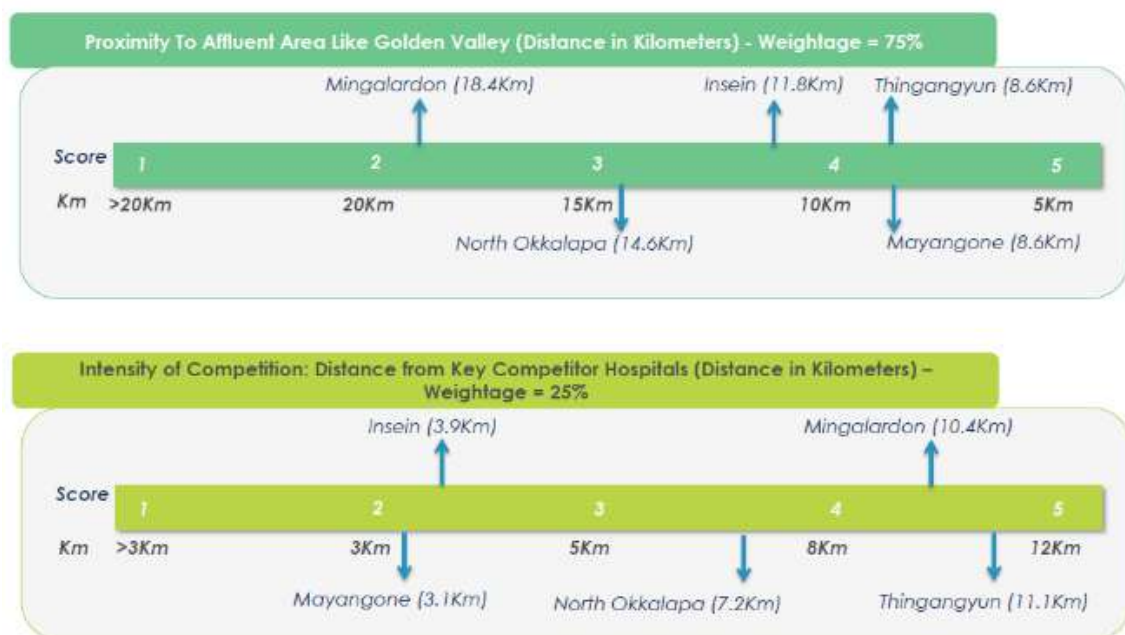 Proximity To Affluent Area Like Golden Valley (Distance in Kilometers) - Weightage = 75%
Mingalardon (18.4Km) Insein (11.8Km) Thingangyun (8.6Km)
Score 1 2 3 4 5
Km >20Km 20Km 15Km 10Km 5Km
North Okkalapa (14.6Km) Mayangone (8.6Km)
Intensity of Competition: Distance from Key Competitor Hospitals (Distance in Kilometers) –
Weightage = 25%
Insein (3.9Km) Mingalardon (10.4Km)
Score 1 2 3 4 5
Km >3Km 3Km 5Km 8Km 12Km
Mayangone (3.1Km) North Okkalapa (7.2Km) Thingangyun (11.1Km)